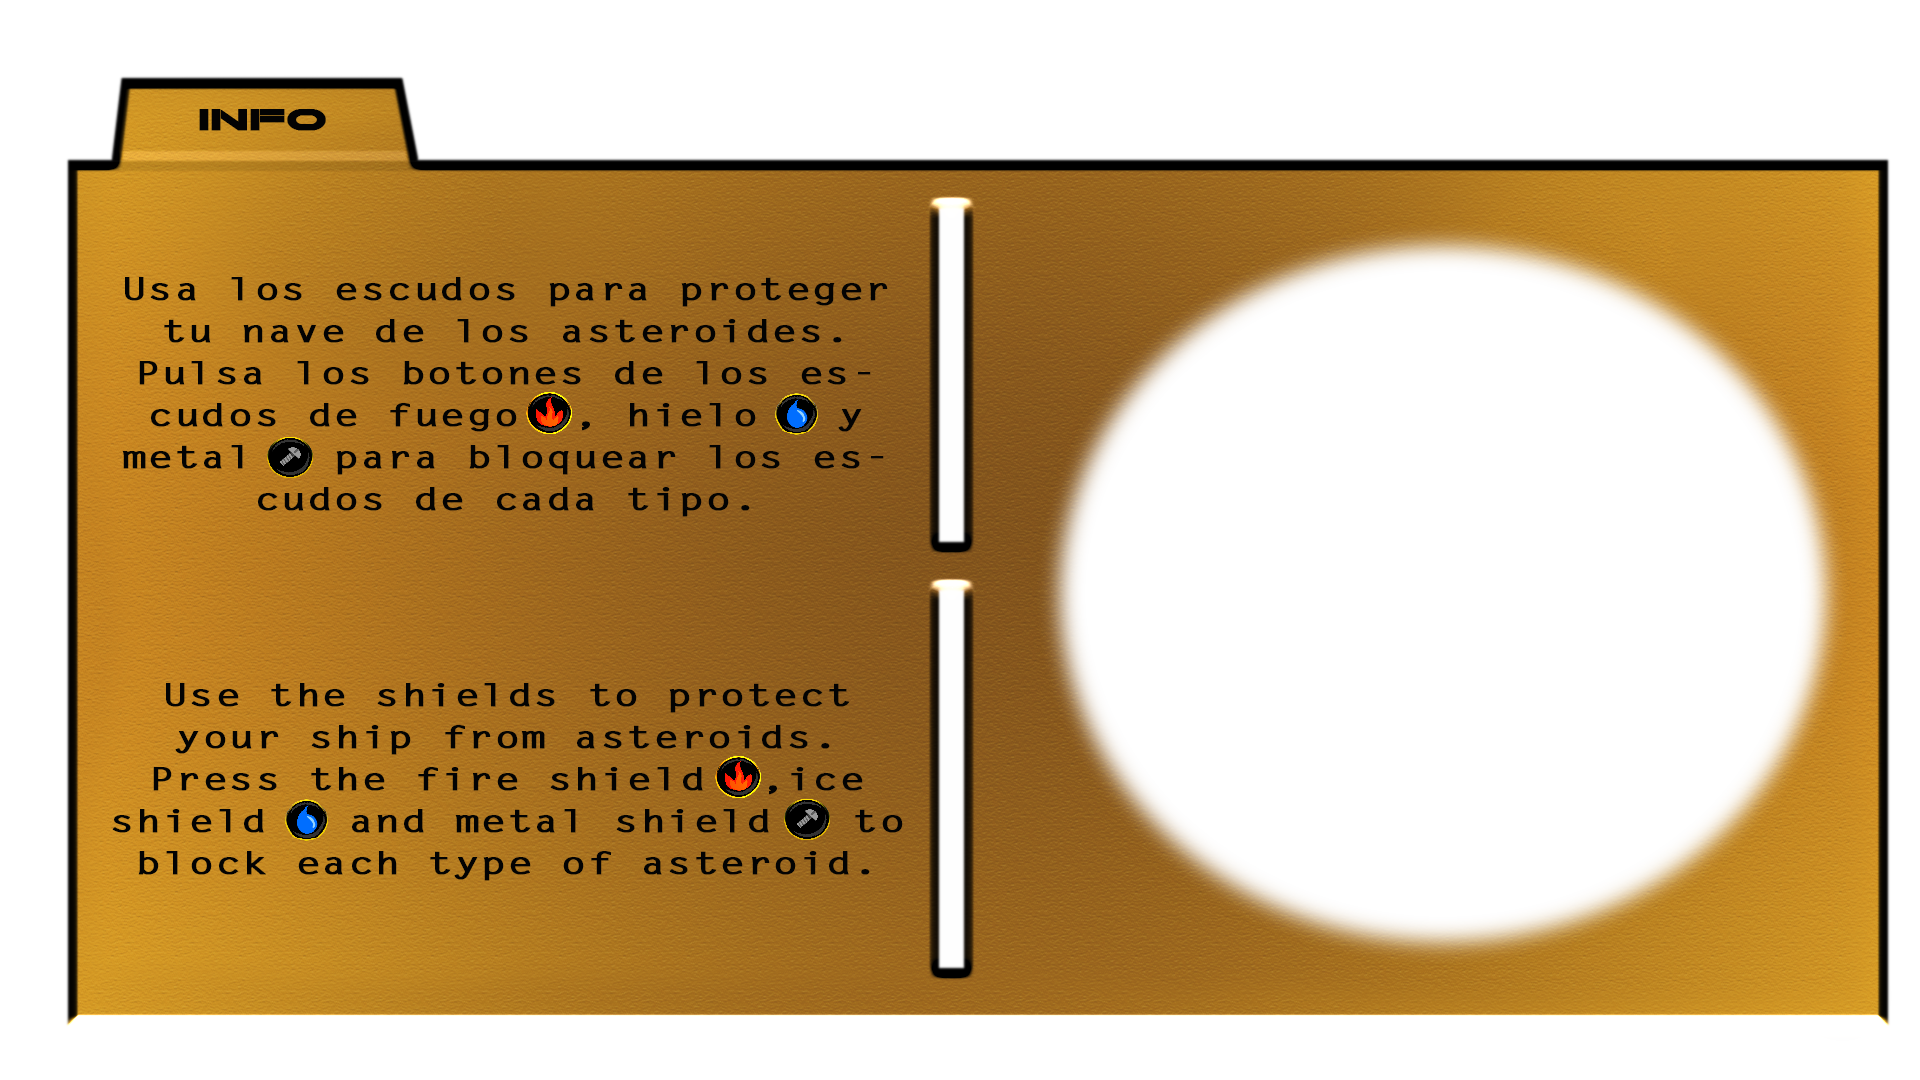 INFO
Usa los escudos para proteger
tu nave de los asteroides.
Pulsa los botones de los es-
cudos de fuego, hielo y
metal para bloquear los es-
cudos de cada tipo.
Use the shields to protect
your ship from asteroids.
Press the fire shield,ice
shield and metal shield to
block each type of asteroid.